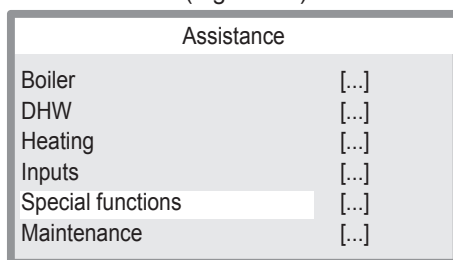 Assistance
Boiler [...]
DHW [...]
Heating [...]
Inputs [...]
Special functions [...]
Maintenance [...]